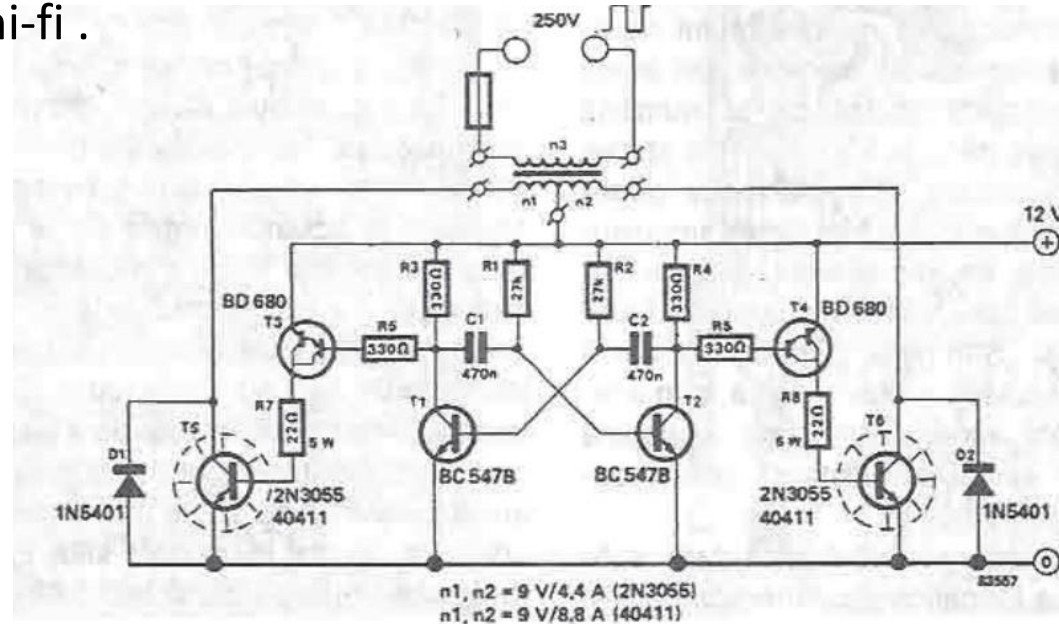 hi-fi .
250V
n3
n1
n2
12 V
+
R3
330Ω
R1
27k
R2
27k
R4
330Ω
BD 680
T3
T4
BD 680
R5
330Ω
C1
470n
C2
470n
R5
330Ω
R7
22Ω
5 W
T1
T2
R8
22Ω
5 W
T5
T6
D1
BC 547B
BC 547B
D2
1N5401
2N3055
40411
2N3055
40411
1N5401
0
83557
n1, n2 = 9 V/4,4 A (2N3055)
n1, n2 = 9 V/8,8 A (40411)